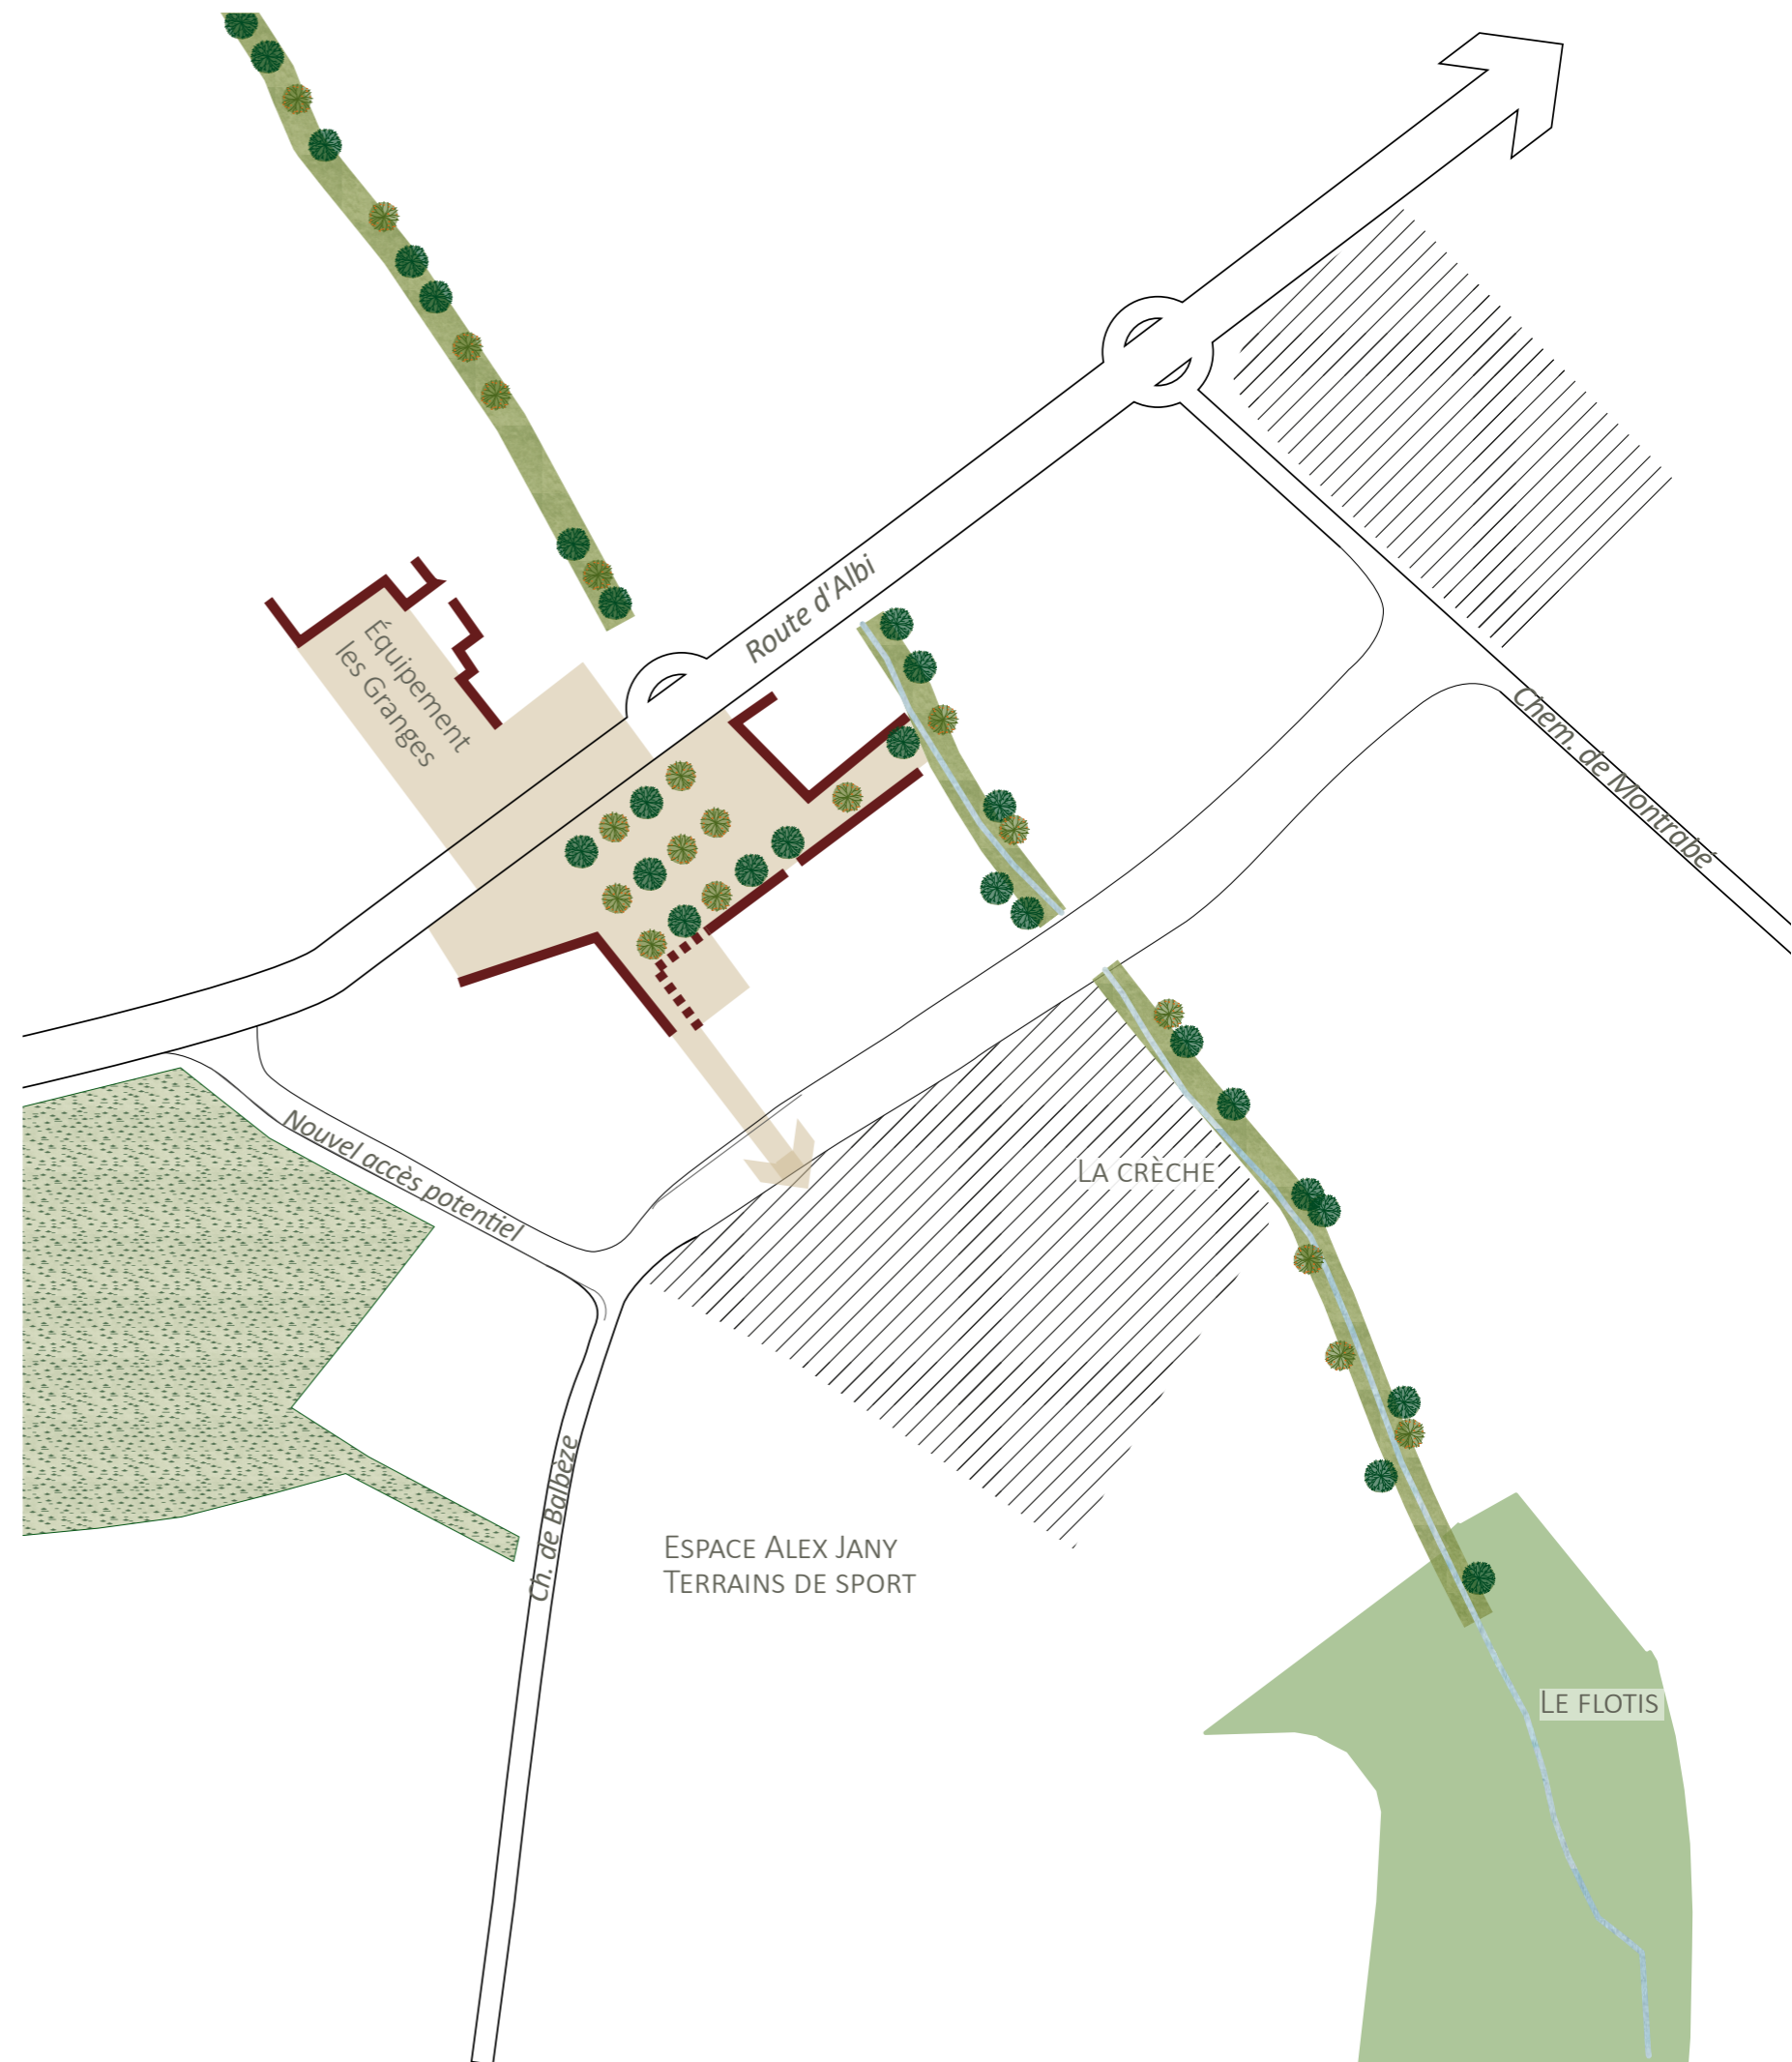 Route d'Albi
Équipement
les Granges
Chem. de Montrabé
Nouvel accès potentiel
LA CRÈCHE
Ch. de Balbèze
ESPACE ALEX JANY
TERRAINS DE SPORT
LE FLOTIS